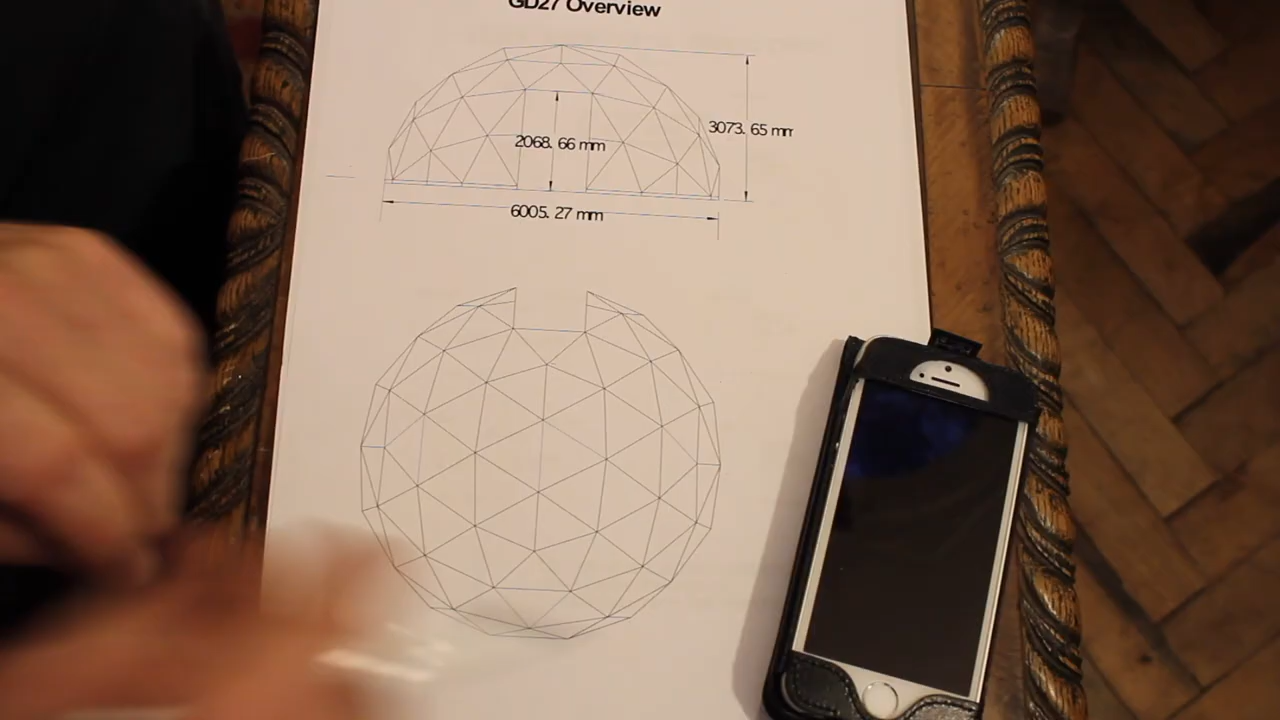 GD27 Overview
3073. 65 mm
2068. 66 mm
6005. 27 mm